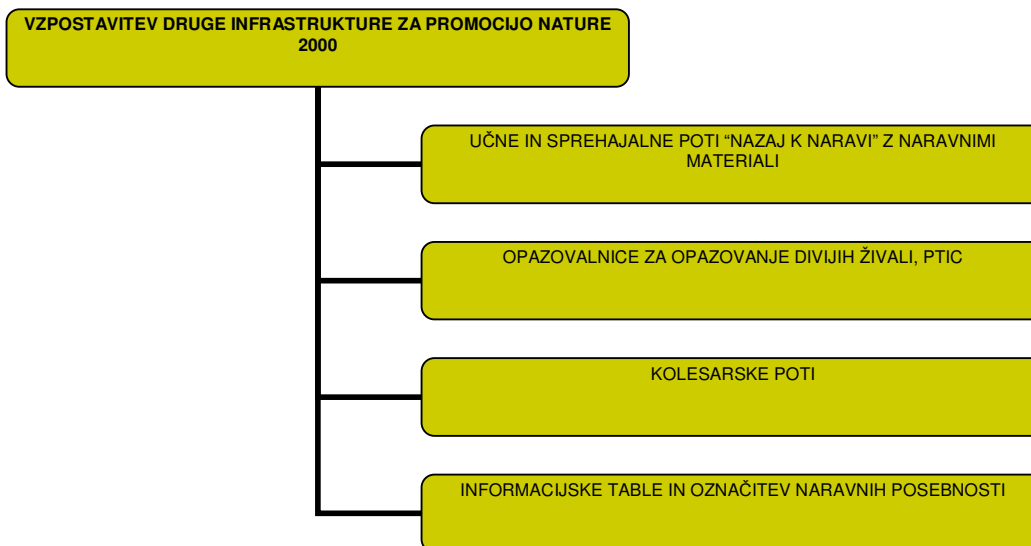 VZPOSTAVITEV DRUGE INFRASTRUKTURE ZA PROMOCIJO NATURE
2000
UČNE IN SPREHAJALNE POTI “NAZAJ K NARAVI” Z NARAVNIMI
MATERIALI
OPAZOVALNICE ZA OPAZOVANJE DIVIJIH ŽIVALI, PTIC
KOLESARSKE POTI
INFORMACIJSKE TABLE IN OZNAČITEV NARAVNIH POSEBNOSTI